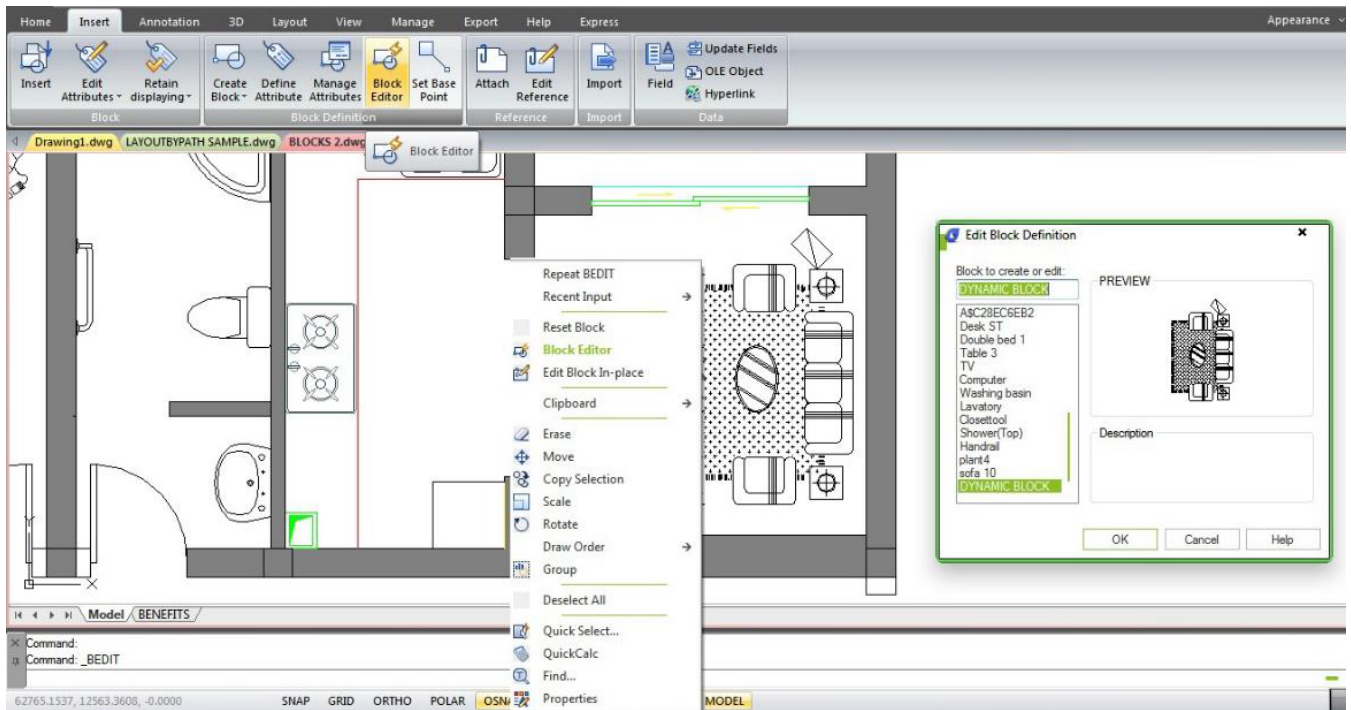 Home Insert Annotation 3D Layout View Manage Export Help Express Appearance
Insert
Edit Attributes
Retain displaying
Create Block
Define Attribute
Manage Attributes
Block Editor
Set Base Point
Attach
Edit Reference
Import
Field
Update Fields
OLE Object
Hyperlink
Block Block Definition Reference Import Data
Drawing1.dwg LAYOUTBYPATH SAMPLE.dwg BLOCKS 2.dwg
Block Editor
Repeat BEDIT
Recent Input
Reset Block
Block Editor
Edit Block In-place
Clipboard
Erase
Move
Copy Selection
Scale
Rotate
Draw Order
Group
Deselect All
Quick Select...
QuickCalc
Find...
Properties
Edit Block Definition
Block to create or edit:
DYNAMIC BLOCK
A$C28EC6EB2
Desk ST
Double bed 1
Table 3
TV
Computer
Washing basin
Lavatory
Closettool
Shower(Top)
Handrail
plant4
sofa 10
DYNAMIC BLOCK
PREVIEW
Description
OK Cancel Help
X
Model BENEFITS
Command:
Command: _BEDIT
62765.1537, 12563.3608, -0.0000 SNAP GRID ORTHO POLAR MODEL